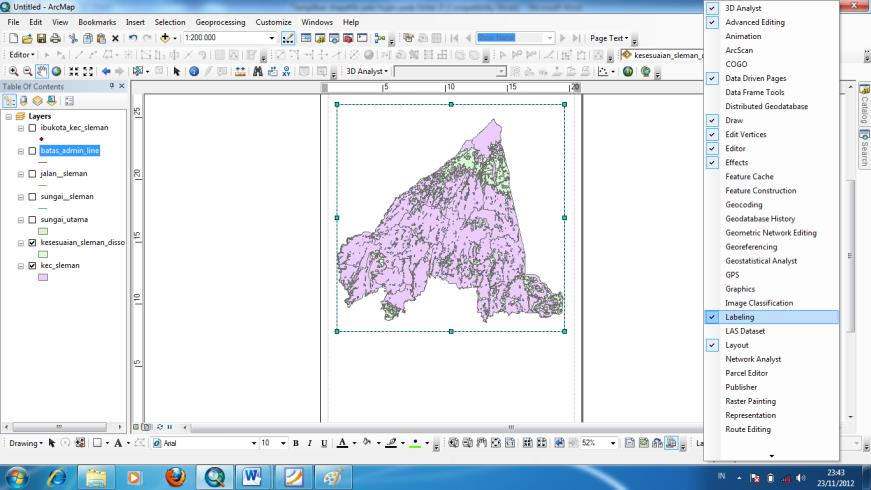 Untitled - ArcMap
File Edit View Bookmarks Insert Selection Geoprocessing Customize Windows Help
1:200.000
Page Text
Editor
kesesuaian_sleman_d
3D Analyst
Table Of Contents
Layers
ibukota_kec_sleman
batas_admin_line
jalan__sleman
sungai__sleman
sungai_utama
kesesuaian_sleman_disso
kec_sleman
5 10 15 20
25
20
15
10
5
3D Analyst
Advanced Editing
Animation
ArcScan
COGO
Data Driven Pages
Data Frame Tools
Distributed Geodatabase
Draw
Edit Vertices
Editor
Effects
Feature Cache
Feature Construction
Geocoding
Geodatabase History
Geometric Network Editing
Georeferencing
Geostatistical Analyst
GPS
Graphics
Image Classification
Labeling
LAS Dataset
Layout
Network Analyst
Parcel Editor
Publisher
Raster Painting
Representation
Route Editing
Catalog
Search
Drawing A Arial 10 B I U A 52% La
IN
23:43
23/11/2012